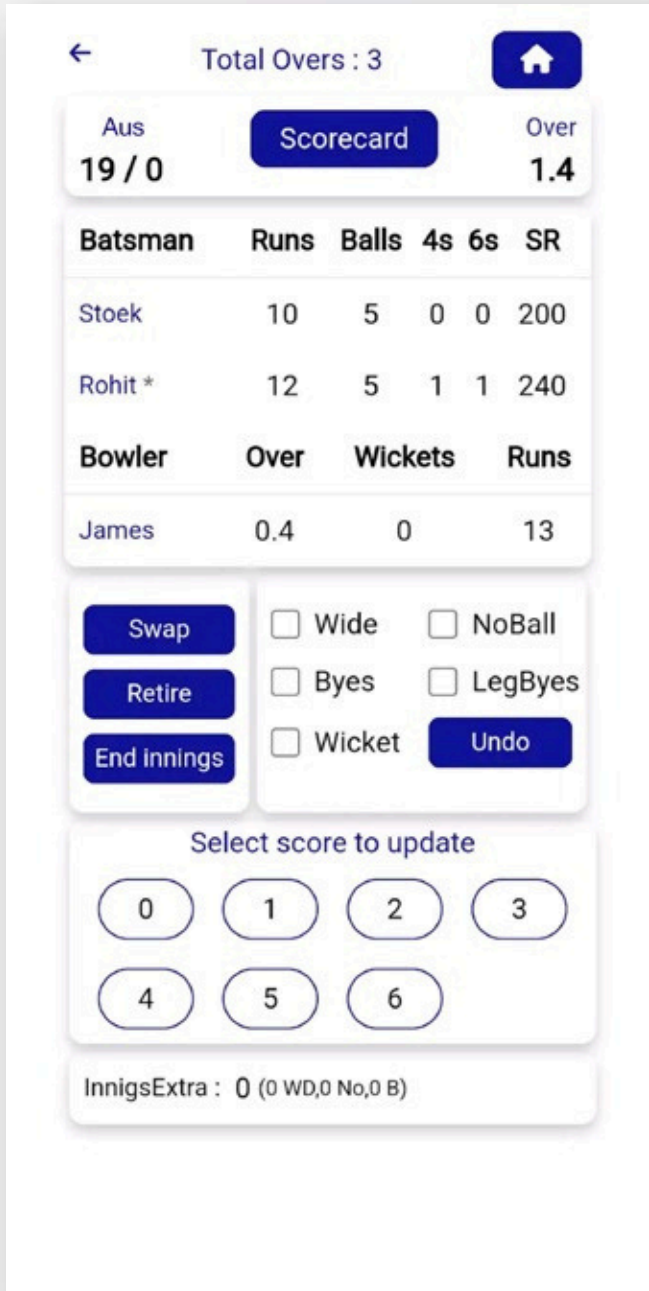 Total Overs : 3
Aus Scorecard Over
19 / 0 1.4
Batsman Runs Balls 4s 6s SR
Stoek 10 5 0 0 200
Rohit * 12 5 1 1 240
Bowler Over Wickets Runs
James 0.4 0 13
Swap Wide NoBall
Retire Byes LegByes
End innings Wicket Undo
Select score to update
0 1 2 3
4 5 6
InnigsExtra : 0 (0 WD,0 No,0 B)